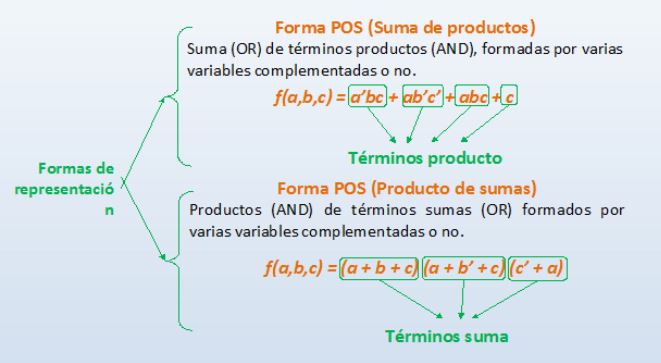 Forma POS (Suma de productos)
Suma (OR) de términos productos (AND), formadas por varias
variables complementadas o no.
f(a,b,c) = a'bc + ab'c' + abc + c
Términos producto
Formas de
representació
n
Forma POS (Producto de sumas)
Productos (AND) de términos sumas (OR) formados por
varias variables complementadas o no.
f(a,b,c) = (a + b + c) (a + b' + c) (c' + a)
Términos suma